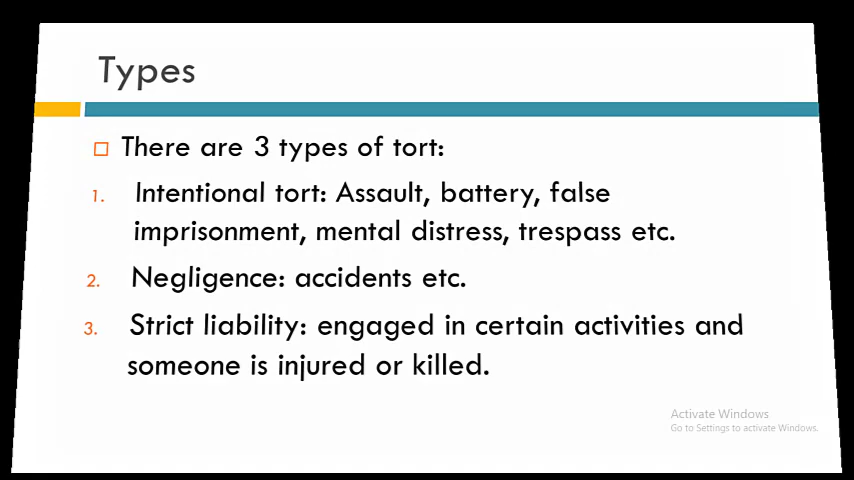 Types
There are 3 types of tort:
1. Intentional tort: Assault, battery, false
imprisonment, mental distress, trespass etc.
2. Negligence: accidents etc.
3. Strict liability: engaged in certain activities and
someone is injured or killed.
Activate Windows
Go to Settings to activate Windows.